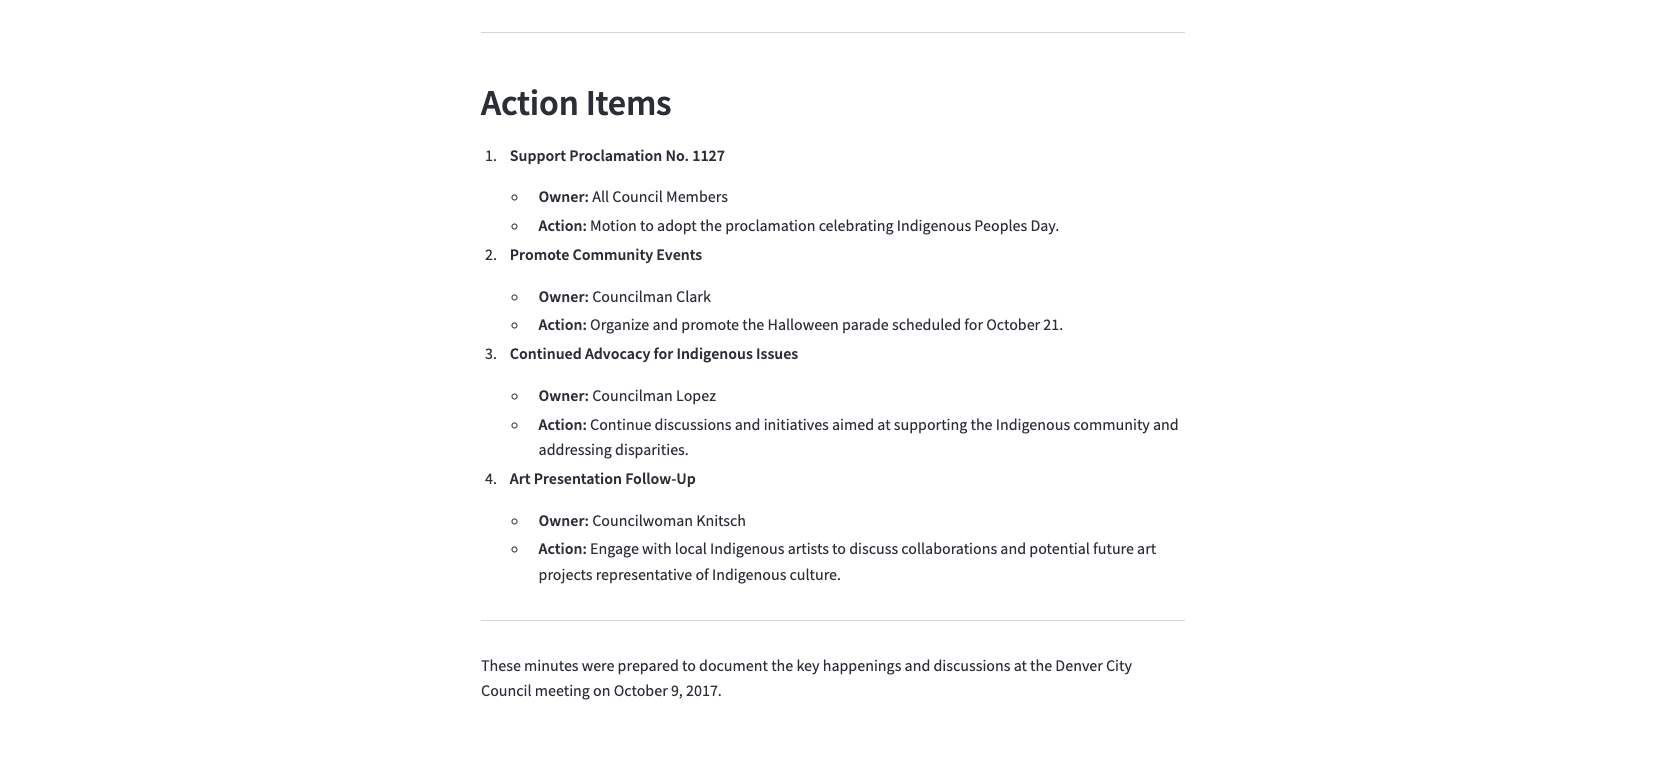 Action Items
1. Support Proclamation No. 1127
Owner: All Council Members
Action: Motion to adopt the proclamation celebrating Indigenous Peoples Day.
2. Promote Community Events
Owner: Councilman Clark
Action: Organize and promote the Halloween parade scheduled for October 21.
3. Continued Advocacy for Indigenous Issues
Owner: Councilman Lopez
Action: Continue discussions and initiatives aimed at supporting the Indigenous community and
addressing disparities.
4. Art Presentation Follow-Up
Owner: Councilwoman Knitsch
Action: Engage with local Indigenous artists to discuss collaborations and potential future art
projects representative of Indigenous culture.
These minutes were prepared to document the key happenings and discussions at the Denver City
Council meeting on October 9, 2017.